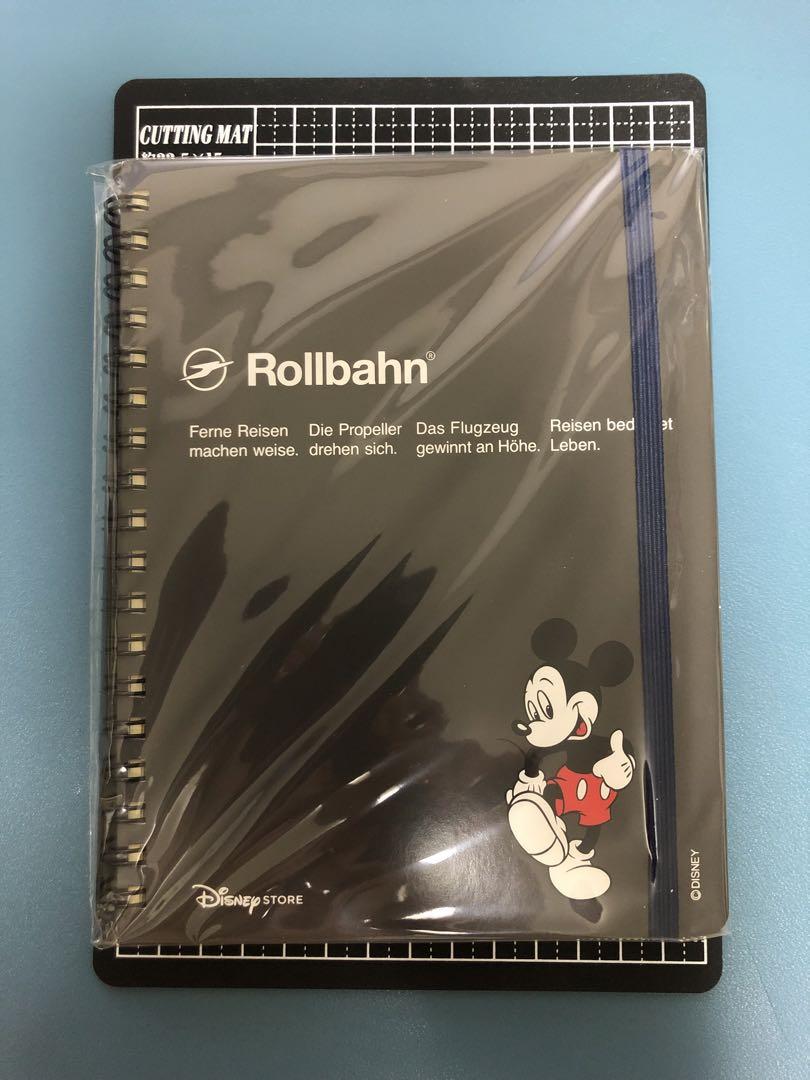 CUTTING MAT
Rollbahn®
Ferne Reisen
machen weise.
Die Propeller
drehen sich.
Das Flugzeug
gewinnt an Höhe.
Reisen
Leben.
Disney STORE
©DISNEY